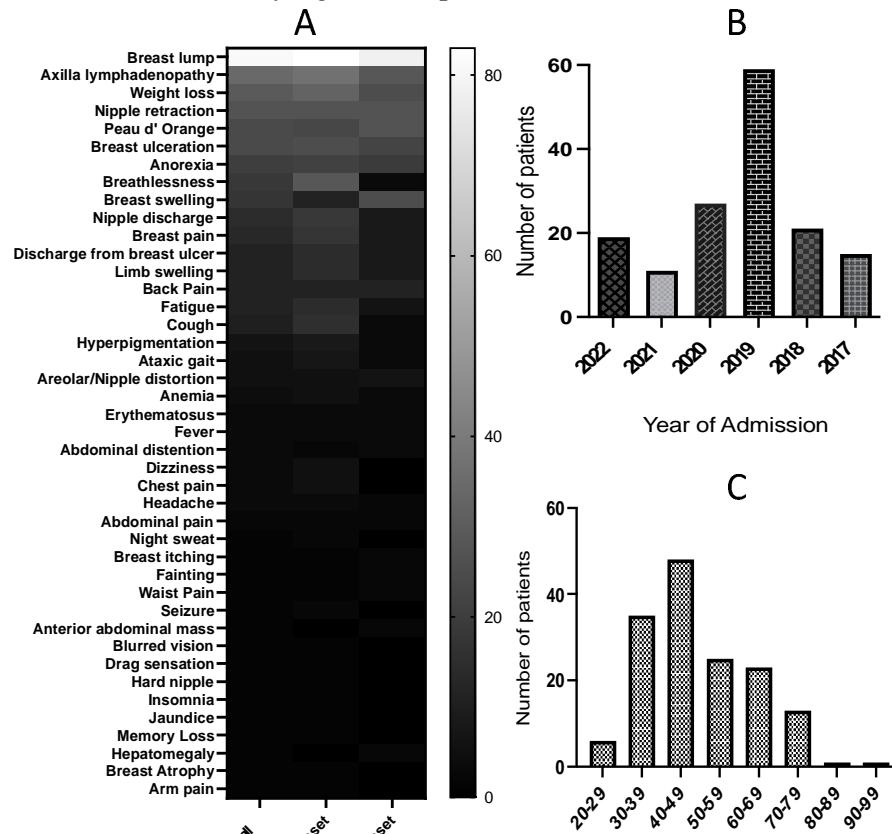 A
Breast lump
Axilla lymphadenopathy
Weight loss
Nipple retraction
Peau d' Orange
Breast ulceration
Anorexia
Breathlessness
Breast swelling
Nipple discharge
Breast pain
Discharge from breast ulcer
Limb swelling
Back Pain
Fatigue
Cough
Hyperpigmentation
Ataxic gait
Areolar/Nipple distortion
Anemia
Erythematosus
Fever
Abdominal distention
Dizziness
Chest pain
Headache
Abdominal pain
Night sweat
Breast itching
Fainting
Waist Pain
Seizure
Anterior abdominal mass
Blurred vision
Drag sensation
Hard nipple
Insomnia
Jaundice
Memory Loss
Hepatomegaly
Breast Atrophy
Arm pain
80
60
40
20
0
B
Number of patients
60
40
20
0
2022
2021
2020
2019
2018
2017
Year of Admission
C
Number of patients
60
40
20
0
20-29
30-39
40-49
50-59
60-69
70-79
80-89
90-99